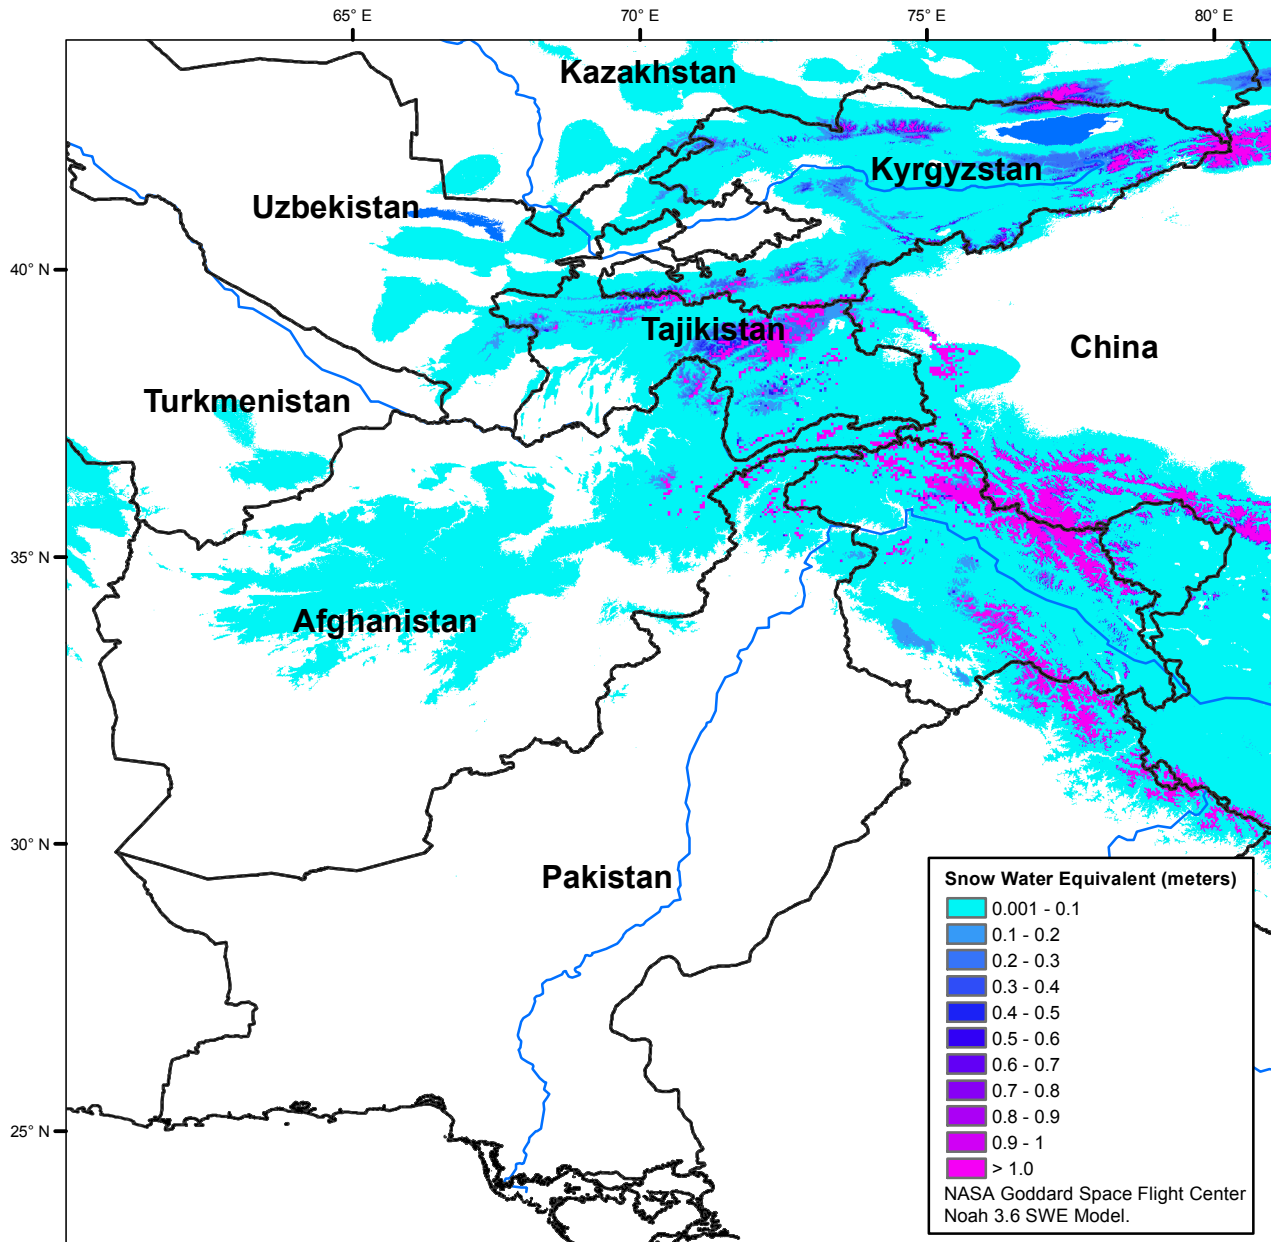 65° E
70° E
75° E
80° E
Kazakhstan
Kyrgyzstan
Uzbekistan
40° N
Tajikistan
China
Turkmenistan
35° N
Afghanistan
30° N
Pakistan
25° N
Snow Water Equivalent (meters)
0.001 - 0.1
0.1 - 0.2
0.2 - 0.3
0.3 - 0.4
0.4 - 0.5
0.5 - 0.6
0.6 - 0.7
0.7 - 0.8
0.8 - 0.9
0.9 - 1
> 1.0
NASA Goddard Space Flight Center
Noah 3.6 SWE Model.